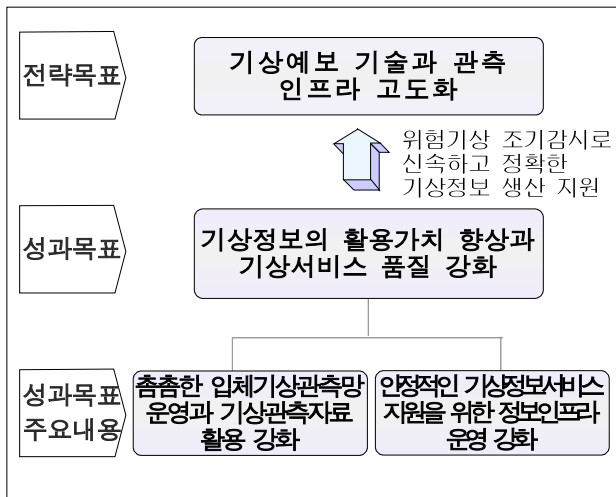 전략목표
기상예보 기술과 관측
인프라 고도화
위험기상 조기감시로
신속하고 정확한
기상정보 생산 지원
성과목표
기상정보의 활용가치 향상과
기상서비스 품질 강화
성과목표
주요내용
촘촘한 입체기상관측망
운영과 기상관측자료
활용 강화
안정적인 기상정보서비스
지원을 위한 정보인프라
운영 강화